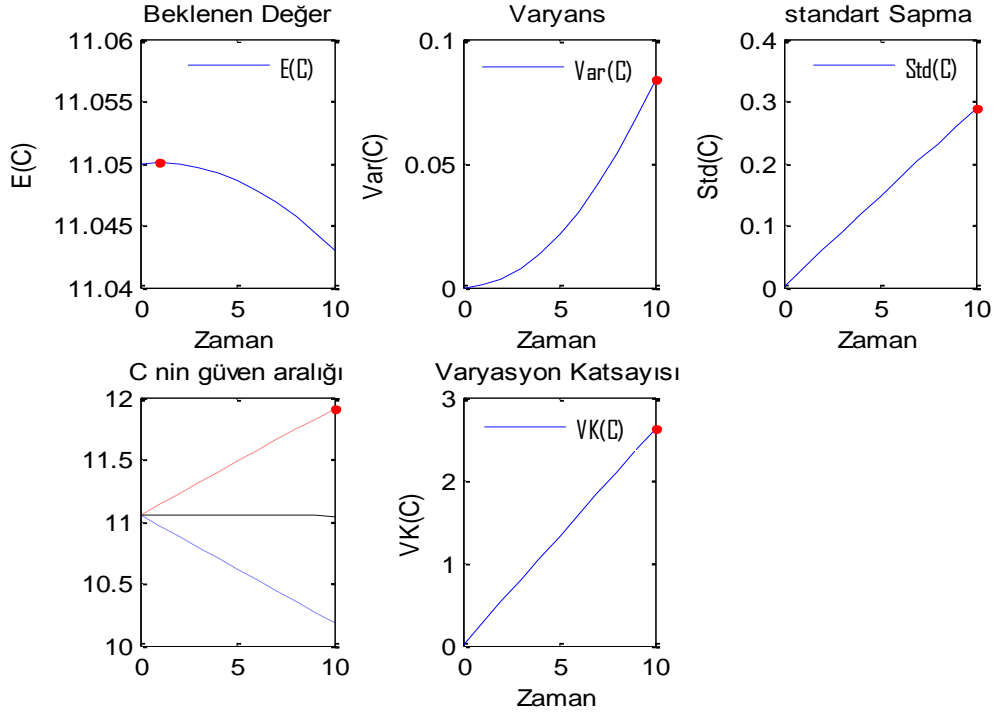 Beklenen Değer
11.06
11.055
11.05
11.045
11.04
E(C)
E(C)
0 5 10
Zaman
Varyans
0.1
0.05
0
Var(C)
Var(C)
0 5 10
Zaman
standart Sapma
0.4
0.3
0.2
0.1
0
Std(C)
Std(C)
0 5 10
Zaman
C nin güven aralığı
12
11.5
11
10.5
10
0 5 10
Varyasyon Katsayısı
3
2
1
0
VK(C)
VK(C)
0 5 10
Zaman